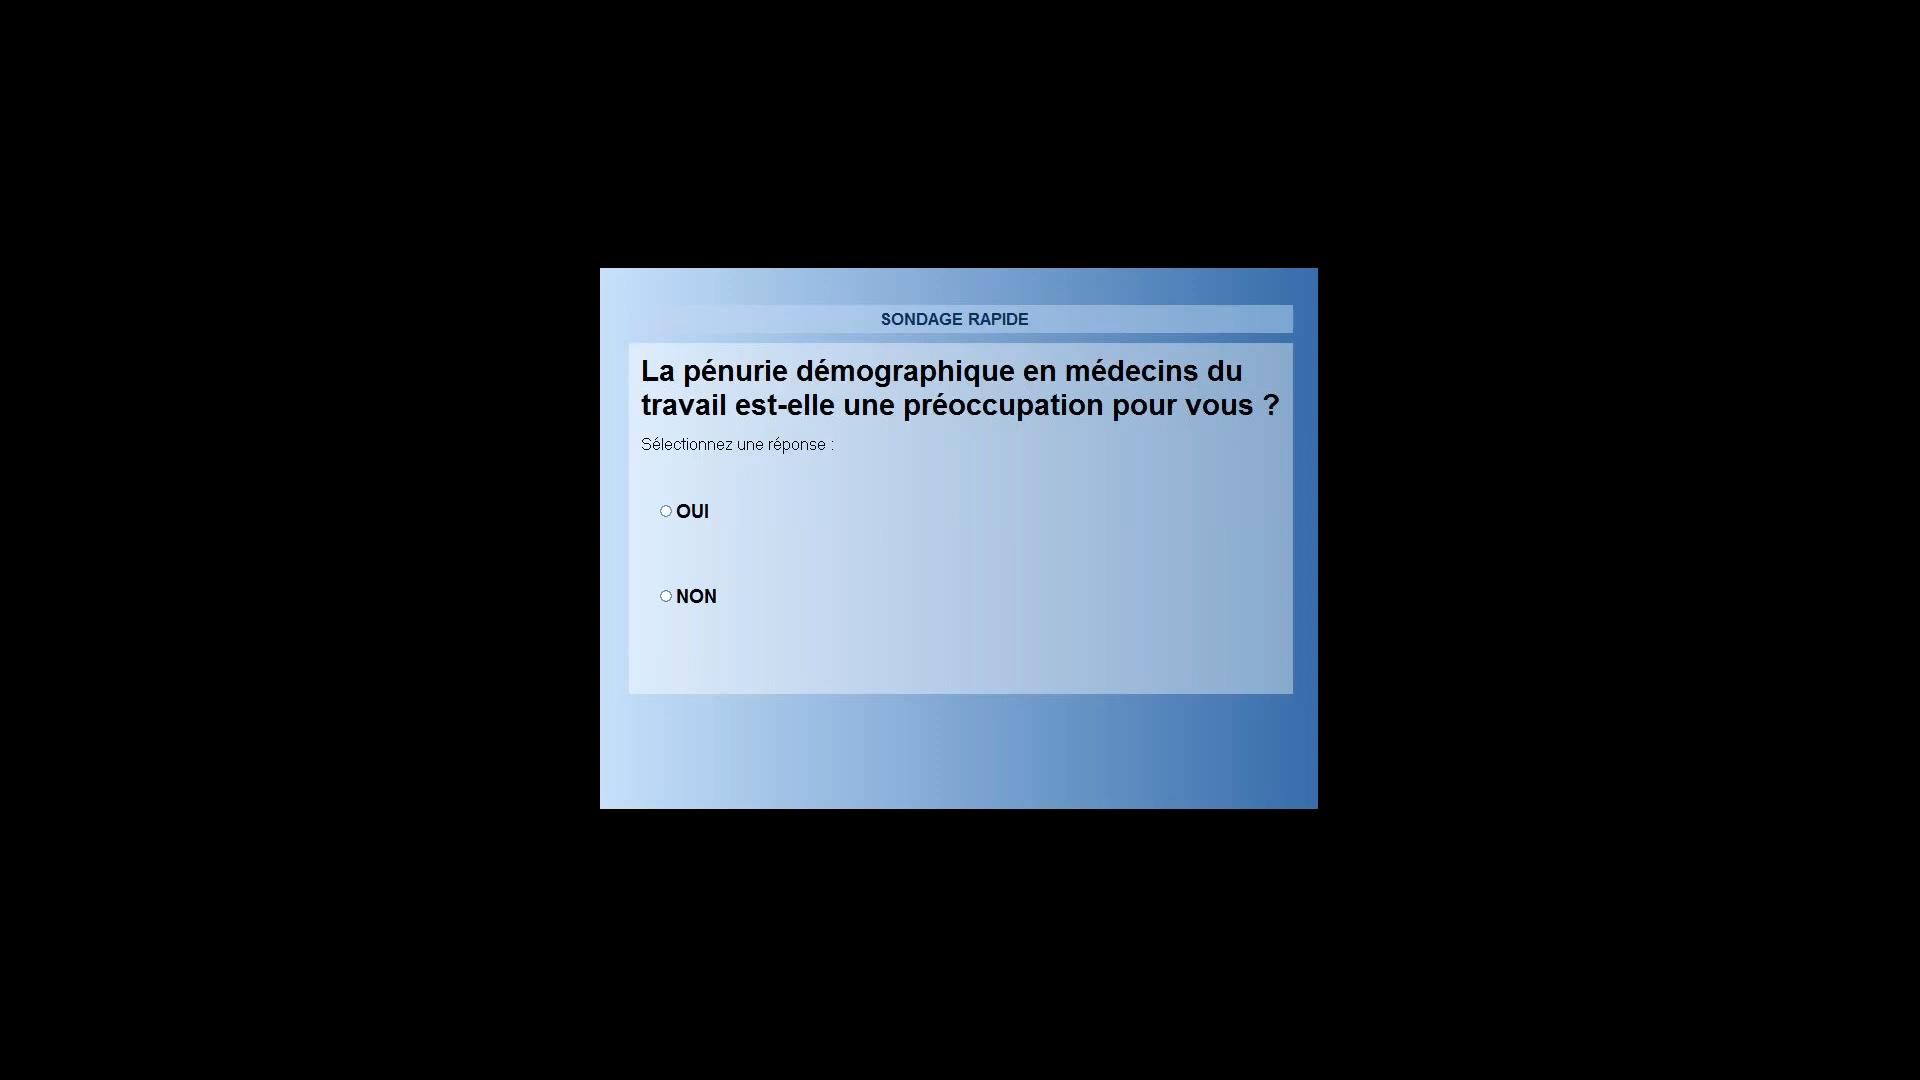 SONDAGE RAPIDE
La pénurie démographique en médecins du
travail est-elle une préoccupation pour vous ?
Sélectionnez une réponse :
OUI
NON